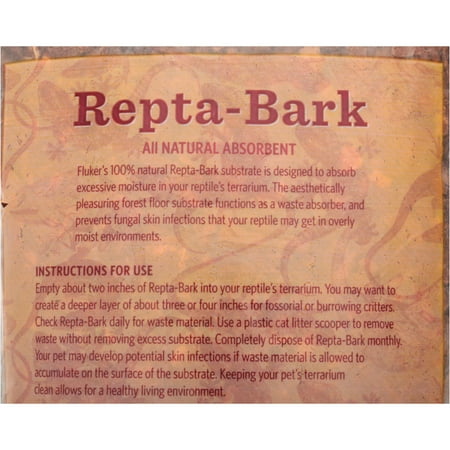 Repta-Bark
All NATURAL ABSORBENT
Fluker's 100% natural Repta-Bark substrate is designed to absorb
excessive moisture in your reptile's terrarium. The aesthetically
pleasing forest floor substrate functions as a waste absorber, and
prevents fungal skin infections that your reptile may get in overly
moist environments.
INSTRUCTIONS FOR USE
Empty about two inches of Repta-Bark into your reptile's terrarium. You may want to
create a deeper layer of about three or four inches for fossorial or burrowing critters.
Check Repta-Bark daily for waste material. Use a plastic cat litter scooper to remove
waste without removing excess substrate. Completely dispose of Repta-Bark monthly.
Your pet may develop potential skin infections if waste material is allowed to
accumulate on the surface of the substrate. Keeping your pet's terrarium
clean allows for a healthy living environment.